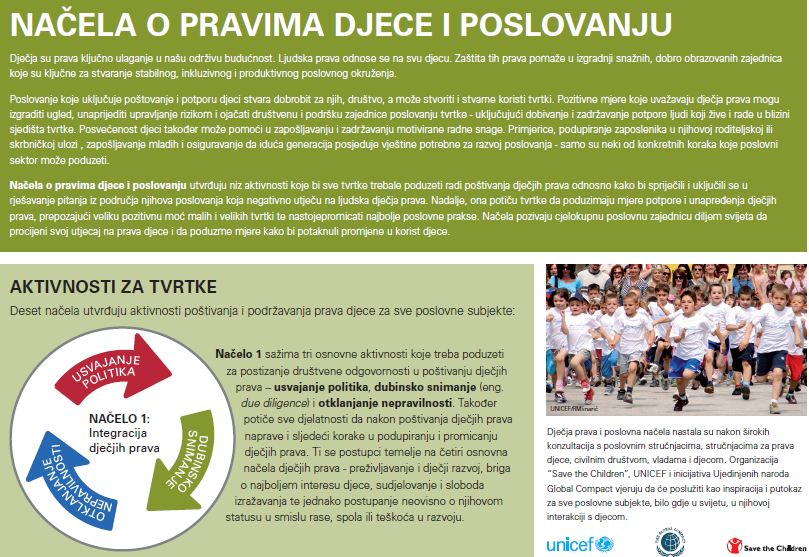 NAČELA O PRAVIMA DJECE I POSLOVANJU
Dječja su prava ključno ulaganje u našu održivu budućnost. Ljudska prava odnose se na svu djecu. Zaštita tih prava pomaže u izgradnji snažnih, dobro obrazovanih zajednica
koje su ključne za stvaranje stabilnog, inkluzivnog i produktivnog poslovnog okruženja.
Poslovanje koje uključuje poštovanje i potporu djeci stvara dobrobit za njih, društvo, a može stvoriti i stvarne koristi tvrtki. Pozitivne mjere koje uvažavaju dječja prava mogu
izgraditi ugled, unaprijediti upravljanje rizikom i ojačati društvenu i podršku zajednice poslovanju tvrtke - uključujući dobivanje i zadržavanje potpore ljudi koji žive i rade u blizini
sjedišta tvrtke. Posvećenost djeci također može pomoći u zapošljavanju i zadržavanju motivirane radne snage. Primjerice, podupiranje zaposlenika u njihovoj roditeljskoj ili
skrbničkoj ulozi , zapošljavanje mladih i osiguravanje da iduća generacija posjeduje vještine potrebne za razvoj poslovanja - samo su neki od konkretnih koraka koje poslovni
sektor može poduzeti.
Načela o pravima djece i poslovanju utvrđuju niz aktivnosti koje bi sve tvrtke trebale poduzeti radi poštivanja dječjih prava odnosno kako bi spriječili i uključili se u
rješavanje pitanja iz područja njihova poslovanja koja negativno utječu na ljudska dječja prava. Nadalje, ona potiču tvrtke da poduzimaju mjere potpore i unapređenja dječjih
prava, prepozajući veliku pozitivnu moć malih i velikih tvrtki te nastojepromicati najbolje poslovne prakse. Načela pozivaju cjelokupnu poslovnu zajednicu diljem svijeta da
procijeni svoj utjecaj na prava djece i da poduzme mjere kako bi potaknuli promjene u korist djece.
AKTIVNOSTI ZA TVRTKE
Deset načela utvrđuju aktivnosti poštivanja i podržavanja prava djece za sve poslovne subjekte:
USVAJANJE
POLITIKA
DUBINSKO
SNIMANJE
OTKLANJANJE
NEPRAVILNOSTI
NAČELO 1:
Integracija
dječjih prava
Načelo 1 sažima tri osnovne aktivnosti koje treba poduzeti
za postizanje društvene odgovornosti u poštivanju dječjih
prava – usvajanje politika, dubinsko snimanje (eng.
due diligence) i otklanjanje nepravilnosti. Također
potiče sve djelatnosti da nakon poštivanja dječjih prava
naprave i sljedeći korake u podupiranju i promicanju
dječjih prava. Ti se postupci temelje na četiri osnovna
načela dječjih prava - preživljavanje i dječji razvoj, briga
o najboljem interesu djece, sudjelovanje i sloboda
izražavanja te jednako postupanje neovisno o njihovom
statusu u smislu rase, spola ili teškoća u razvoju.
UNICEF/RMlinarić
Dječja prava i poslovna načela nastala su nakon širokih
konzultacija s poslovnim stručnjacima, stručnjacima za prava
djece, civilnim društvom, vladama i djecom. Organizacija
"Save the Children", UNICEF i inicijativa Ujedinjenih naroda
Global Compact vjeruju da će poslužiti kao inspiracija i putokaz
za sve poslovne subjekte, bilo gdje u svijetu, u njihovoj
interakciji s djecom.
unicef
THE GLOBAL COMPACT
Save the Children